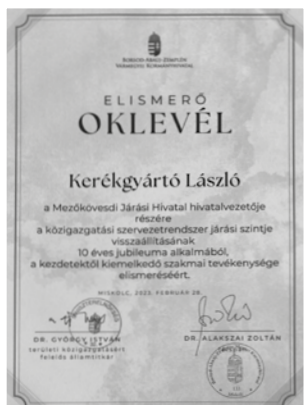 BORSOD-ABAÚJ-ZEMPLÉN
VÁRMEGYEI KORMÁNYHIVATAL
ELISMERŐ
OKLEVÉL
Kerékgyártó László
a Mezőkövesdi Járási Hivatal hivatalvezetője
részére
a közigazgatási szervezetrendszer járási szintje
visszaállításának
10 éves jubileuma alkalmából,
a kezdetektől kiemelkedő szakmai tevékenysége
elismeréséért.
MISKOLC, 2023. FEBRUÁR 28.
DR. GYÖRGY ISTVÁN
területi közigazgatásért
felelős államtitkár
DR. ALAKSZAI ZOLTÁN